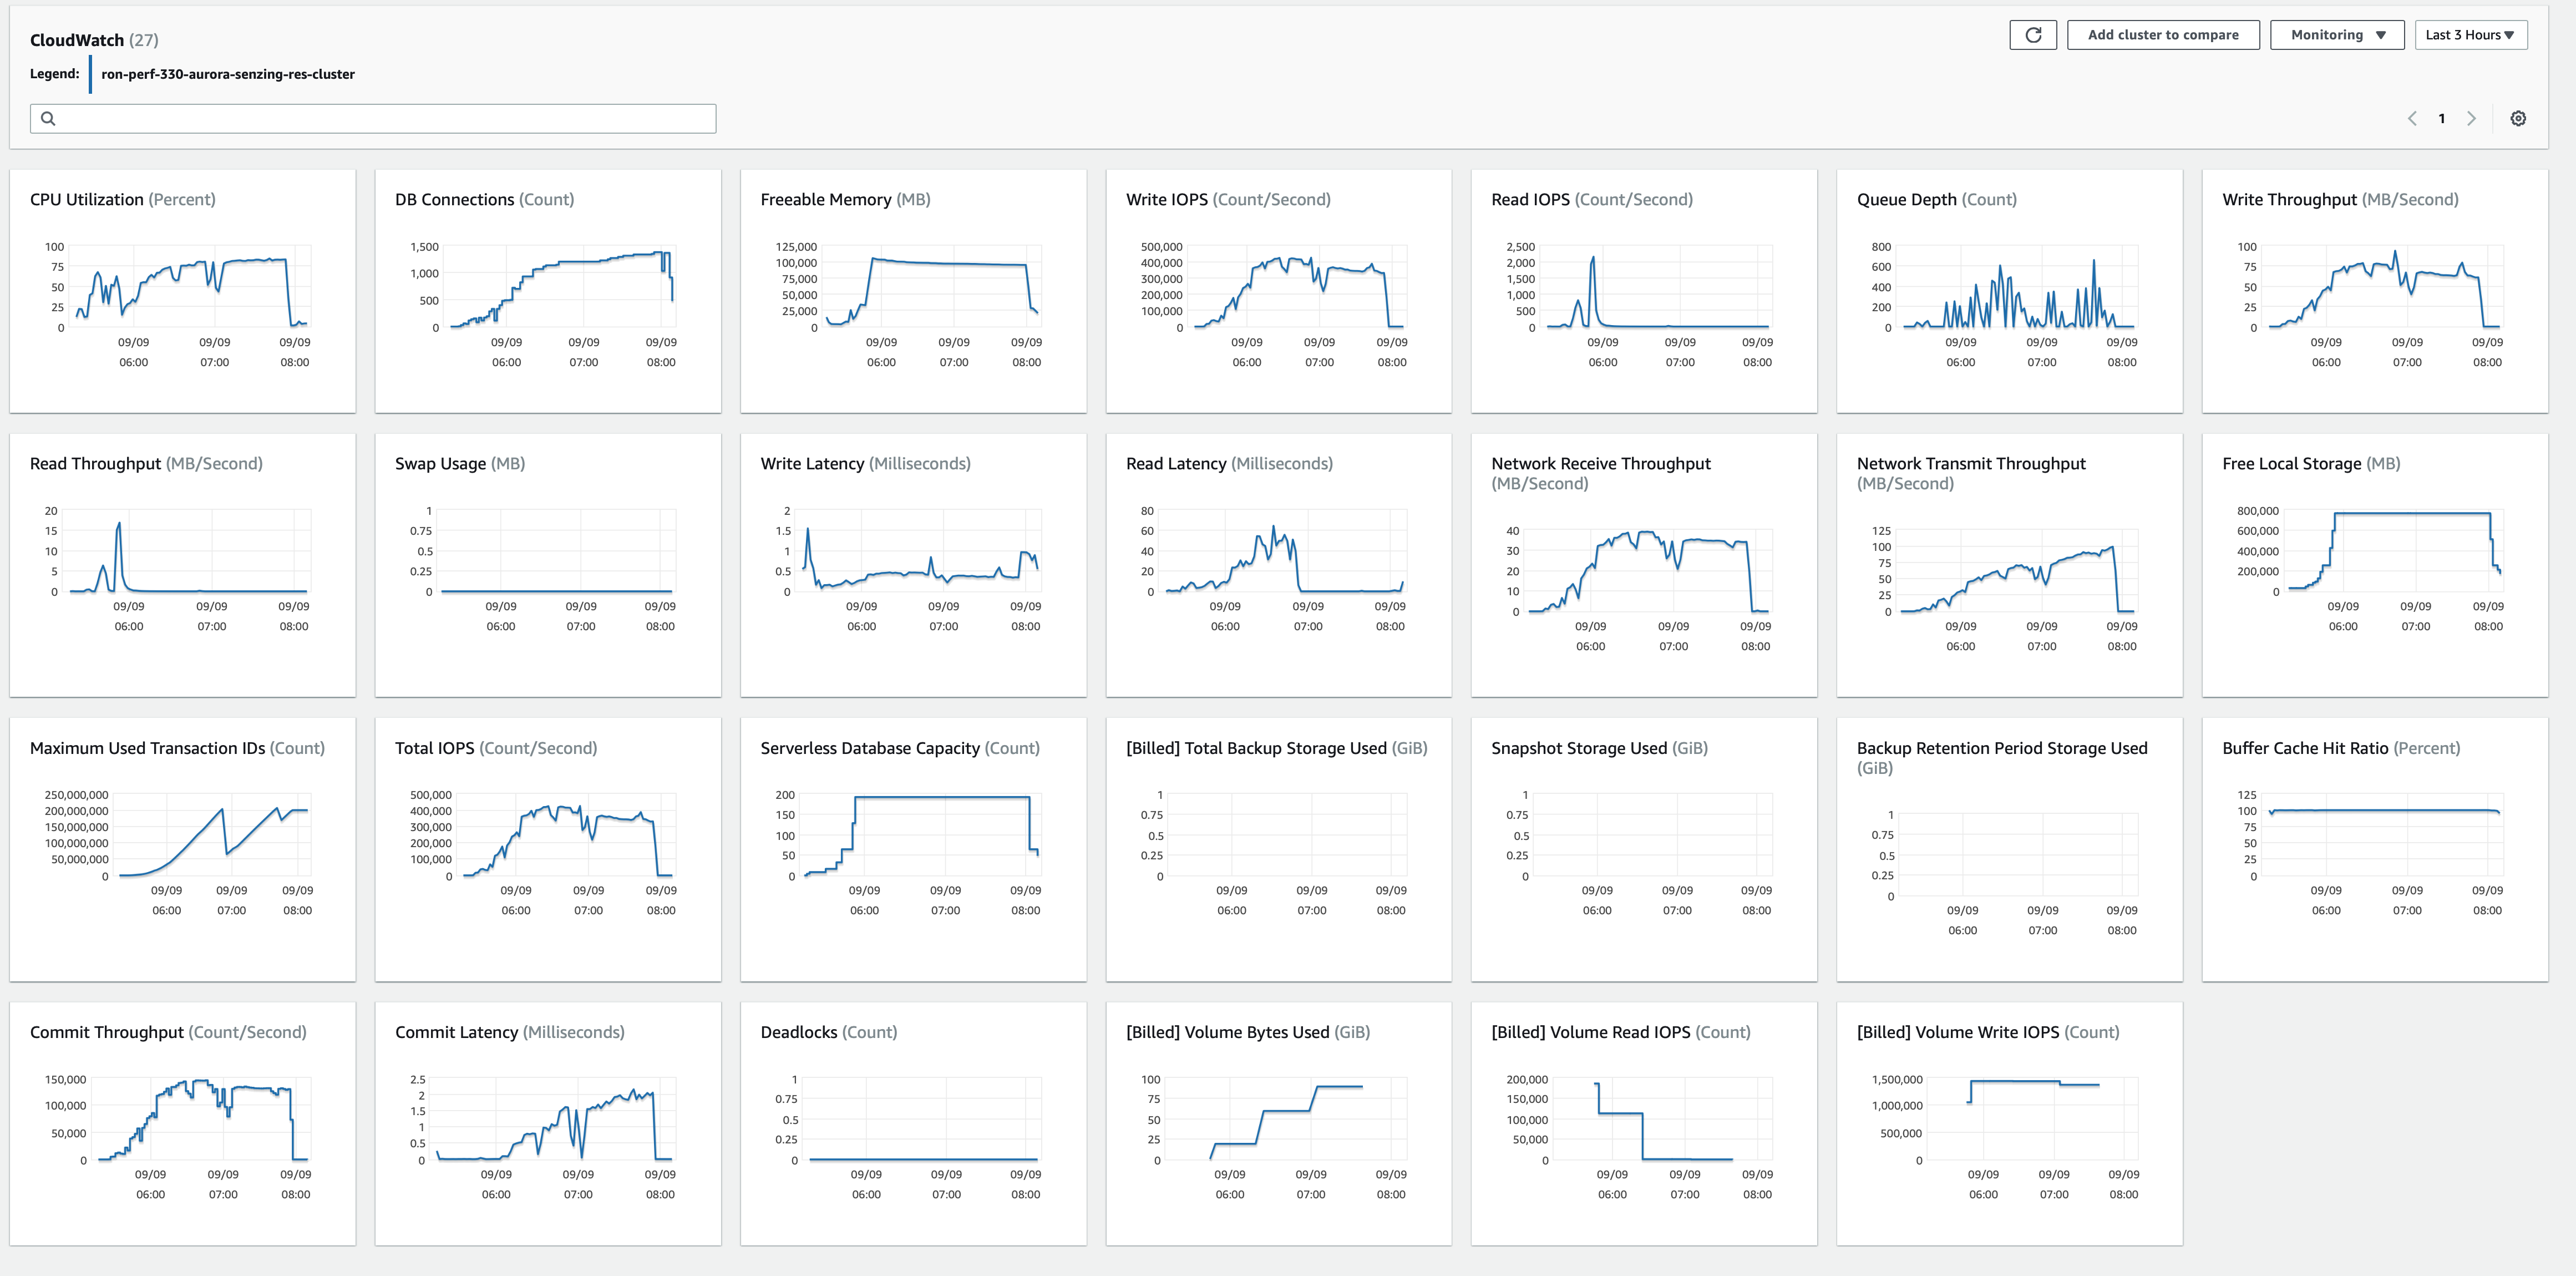 CloudWatch (27)
Add cluster to compare
Monitoring
Last 3 Hours
Legend: ron-perf-330-aurora-senzing-res-cluster
1
CPU Utilization (Percent)
100
75
50
25
0
09/09 09/09 09/09
06:00 07:00 08:00
DB Connections (Count)
1,500
1,000
500
0
09/09 09/09 09/09
06:00 07:00 08:00
Freeable Memory (MB)
125,000
100,000
75,000
50,000
25,000
0
09/09 09/09 09/09
06:00 07:00 08:00
Write IOPS (Count/Second)
500,000
400,000
300,000
200,000
100,000
0
09/09 09/09 09/09
06:00 07:00 08:00
Read IOPS (Count/Second)
2,500
2,000
1,500
1,000
500
0
09/09 09/09 09/09
06:00 07:00 08:00
Queue Depth (Count)
800
600
400
200
0
09/09 09/09 09/09
06:00 07:00 08:00
Write Throughput (MB/Second)
100
75
50
25
0
09/09 09/09 09/09
06:00 07:00 08:00
Read Throughput (MB/Second)
20
15
10
5
0
09/09 09/09 09/09
06:00 07:00 08:00
Swap Usage (MB)
1
0.75
0.5
0.25
0
09/09 09/09 09/09
06:00 07:00 08:00
Write Latency (Milliseconds)
2
1.5
1
0.5
0
09/09 09/09 09/09
06:00 07:00 08:00
Read Latency (Milliseconds)
80
60
40
20
0
09/09 09/09 09/09
06:00 07:00 08:00
Network Receive Throughput
(MB/Second)
40
30
20
10
0
09/09 09/09 09/09
06:00 07:00 08:00
Network Transmit Throughput
(MB/Second)
125
100
75
50
25
0
09/09 09/09 09/09
06:00 07:00 08:00
Free Local Storage (MB)
800,000
600,000
400,000
200,000
0
09/09 09/09 09/09
06:00 07:00 08:00
Maximum Used Transaction IDs (Count)
250,000,000
200,000,000
150,000,000
100,000,000
50,000,000
0
09/09 09/09 09/09
06:00 07:00 08:00
Total IOPS (Count/Second)
500,000
400,000
300,000
200,000
100,000
0
09/09 09/09 09/09
06:00 07:00 08:00
Serverless Database Capacity (Count)
200
150
100
50
0
09/09 09/09 09/09
06:00 07:00 08:00
[Billed] Total Backup Storage Used (GiB)
1
0.75
0.5
0.25
0
09/09 09/09 09/09
06:00 07:00 08:00
Snapshot Storage Used (GiB)
1
0.75
0.5
0.25
0
09/09 09/09 09/09
06:00 07:00 08:00
Backup Retention Period Storage Used
(GiB)
1
0.75
0.5
0.25
0
09/09 09/09 09/09
06:00 07:00 08:00
Buffer Cache Hit Ratio (Percent)
125
100
75
50
25
0
09/09 09/09 09/09
06:00 07:00 08:00
Commit Throughput (Count/Second)
150,000
100,000
50,000
0
09/09 09/09 09/09
06:00 07:00 08:00
Commit Latency (Milliseconds)
2.5
2
1.5
1
0.5
0
09/09 09/09 09/09
06:00 07:00 08:00
Deadlocks (Count)
1
0.75
0.5
0.25
0
09/09 09/09 09/09
06:00 07:00 08:00
[Billed] Volume Bytes Used (GiB)
100
75
50
25
0
09/09 09/09 09/09
06:00 07:00 08:00
[Billed] Volume Read IOPS (Count)
200,000
150,000
100,000
50,000
0
09/09 09/09 09/09
06:00 07:00 08:00
[Billed] Volume Write IOPS (Count)
1,500,000
1,000,000
500,000
0
09/09 09/09 09/09
06:00 07:00 08:00